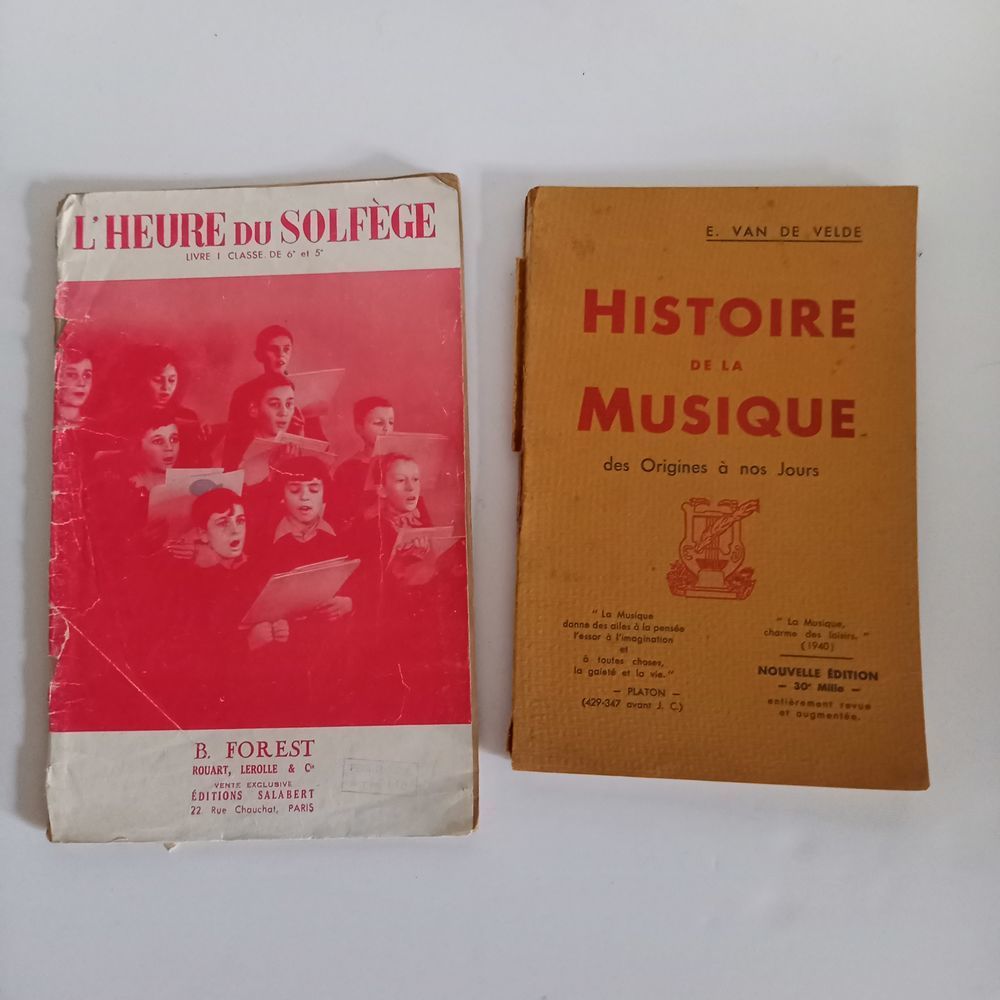 L'HEURE DU SOLFÈGE
LIVRE I CLASSE DE 6e et 5e
B. FOREST
ROUART, LEROLLE & Cie
VENTE EXCLUSIVE
ÉDITIONS SALABERT
22 Rue Chauchat, PARIS
E. VAN DE VELDE
HISTOIRE
DE LA
MUSIQUE
des Origines à nos Jours
" La Musique
donne des ailes à la pensée
l'essor à l'imagination
et
à toutes choses,
la gaieté et la vie. "
— PLATON —
(429-347 avant J. C.)
" La Musique,
charme des loisirs. "
(1940)
NOUVELLE ÉDITION
— 30e Mille —
entièrement revue
et augmentée.